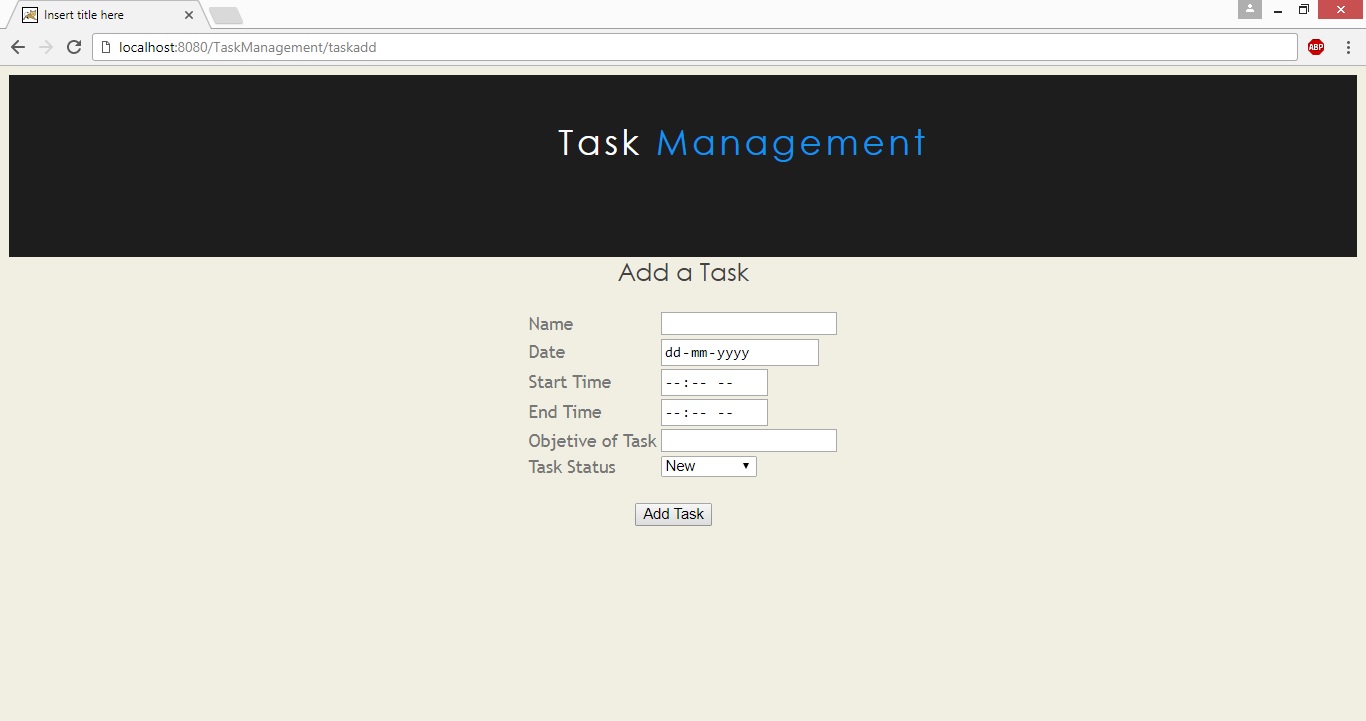 Insert title here
localhost:8080/TaskManagement/taskadd
ABP
Task Management
Add a Task
Name
Date dd-mm-yyyy
Start Time --:-- --
End Time --:-- --
Objetive of Task
Task Status New
Add Task